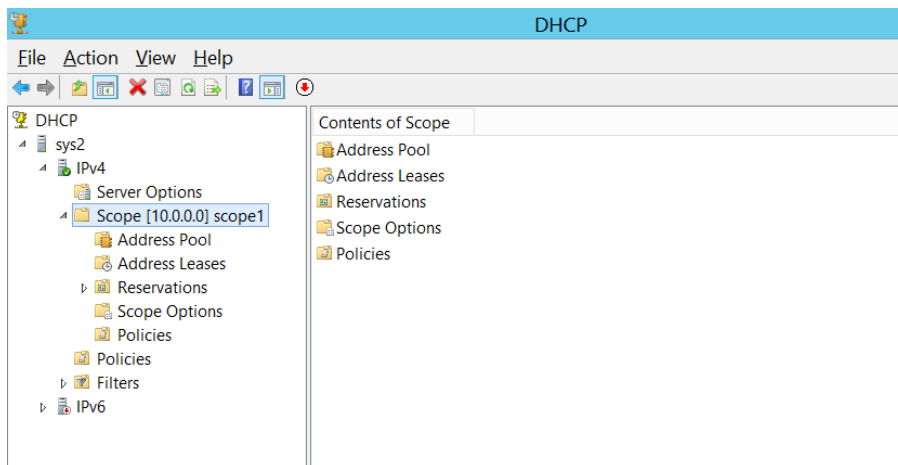 DHCP
File Action View Help
DHCP
sys2
IPv4
Server Options
Scope [10.0.0.0] scope1
Address Pool
Address Leases
Reservations
Scope Options
Policies
Policies
Filters
IPv6
Contents of Scope
Address Pool
Address Leases
Reservations
Scope Options
Policies